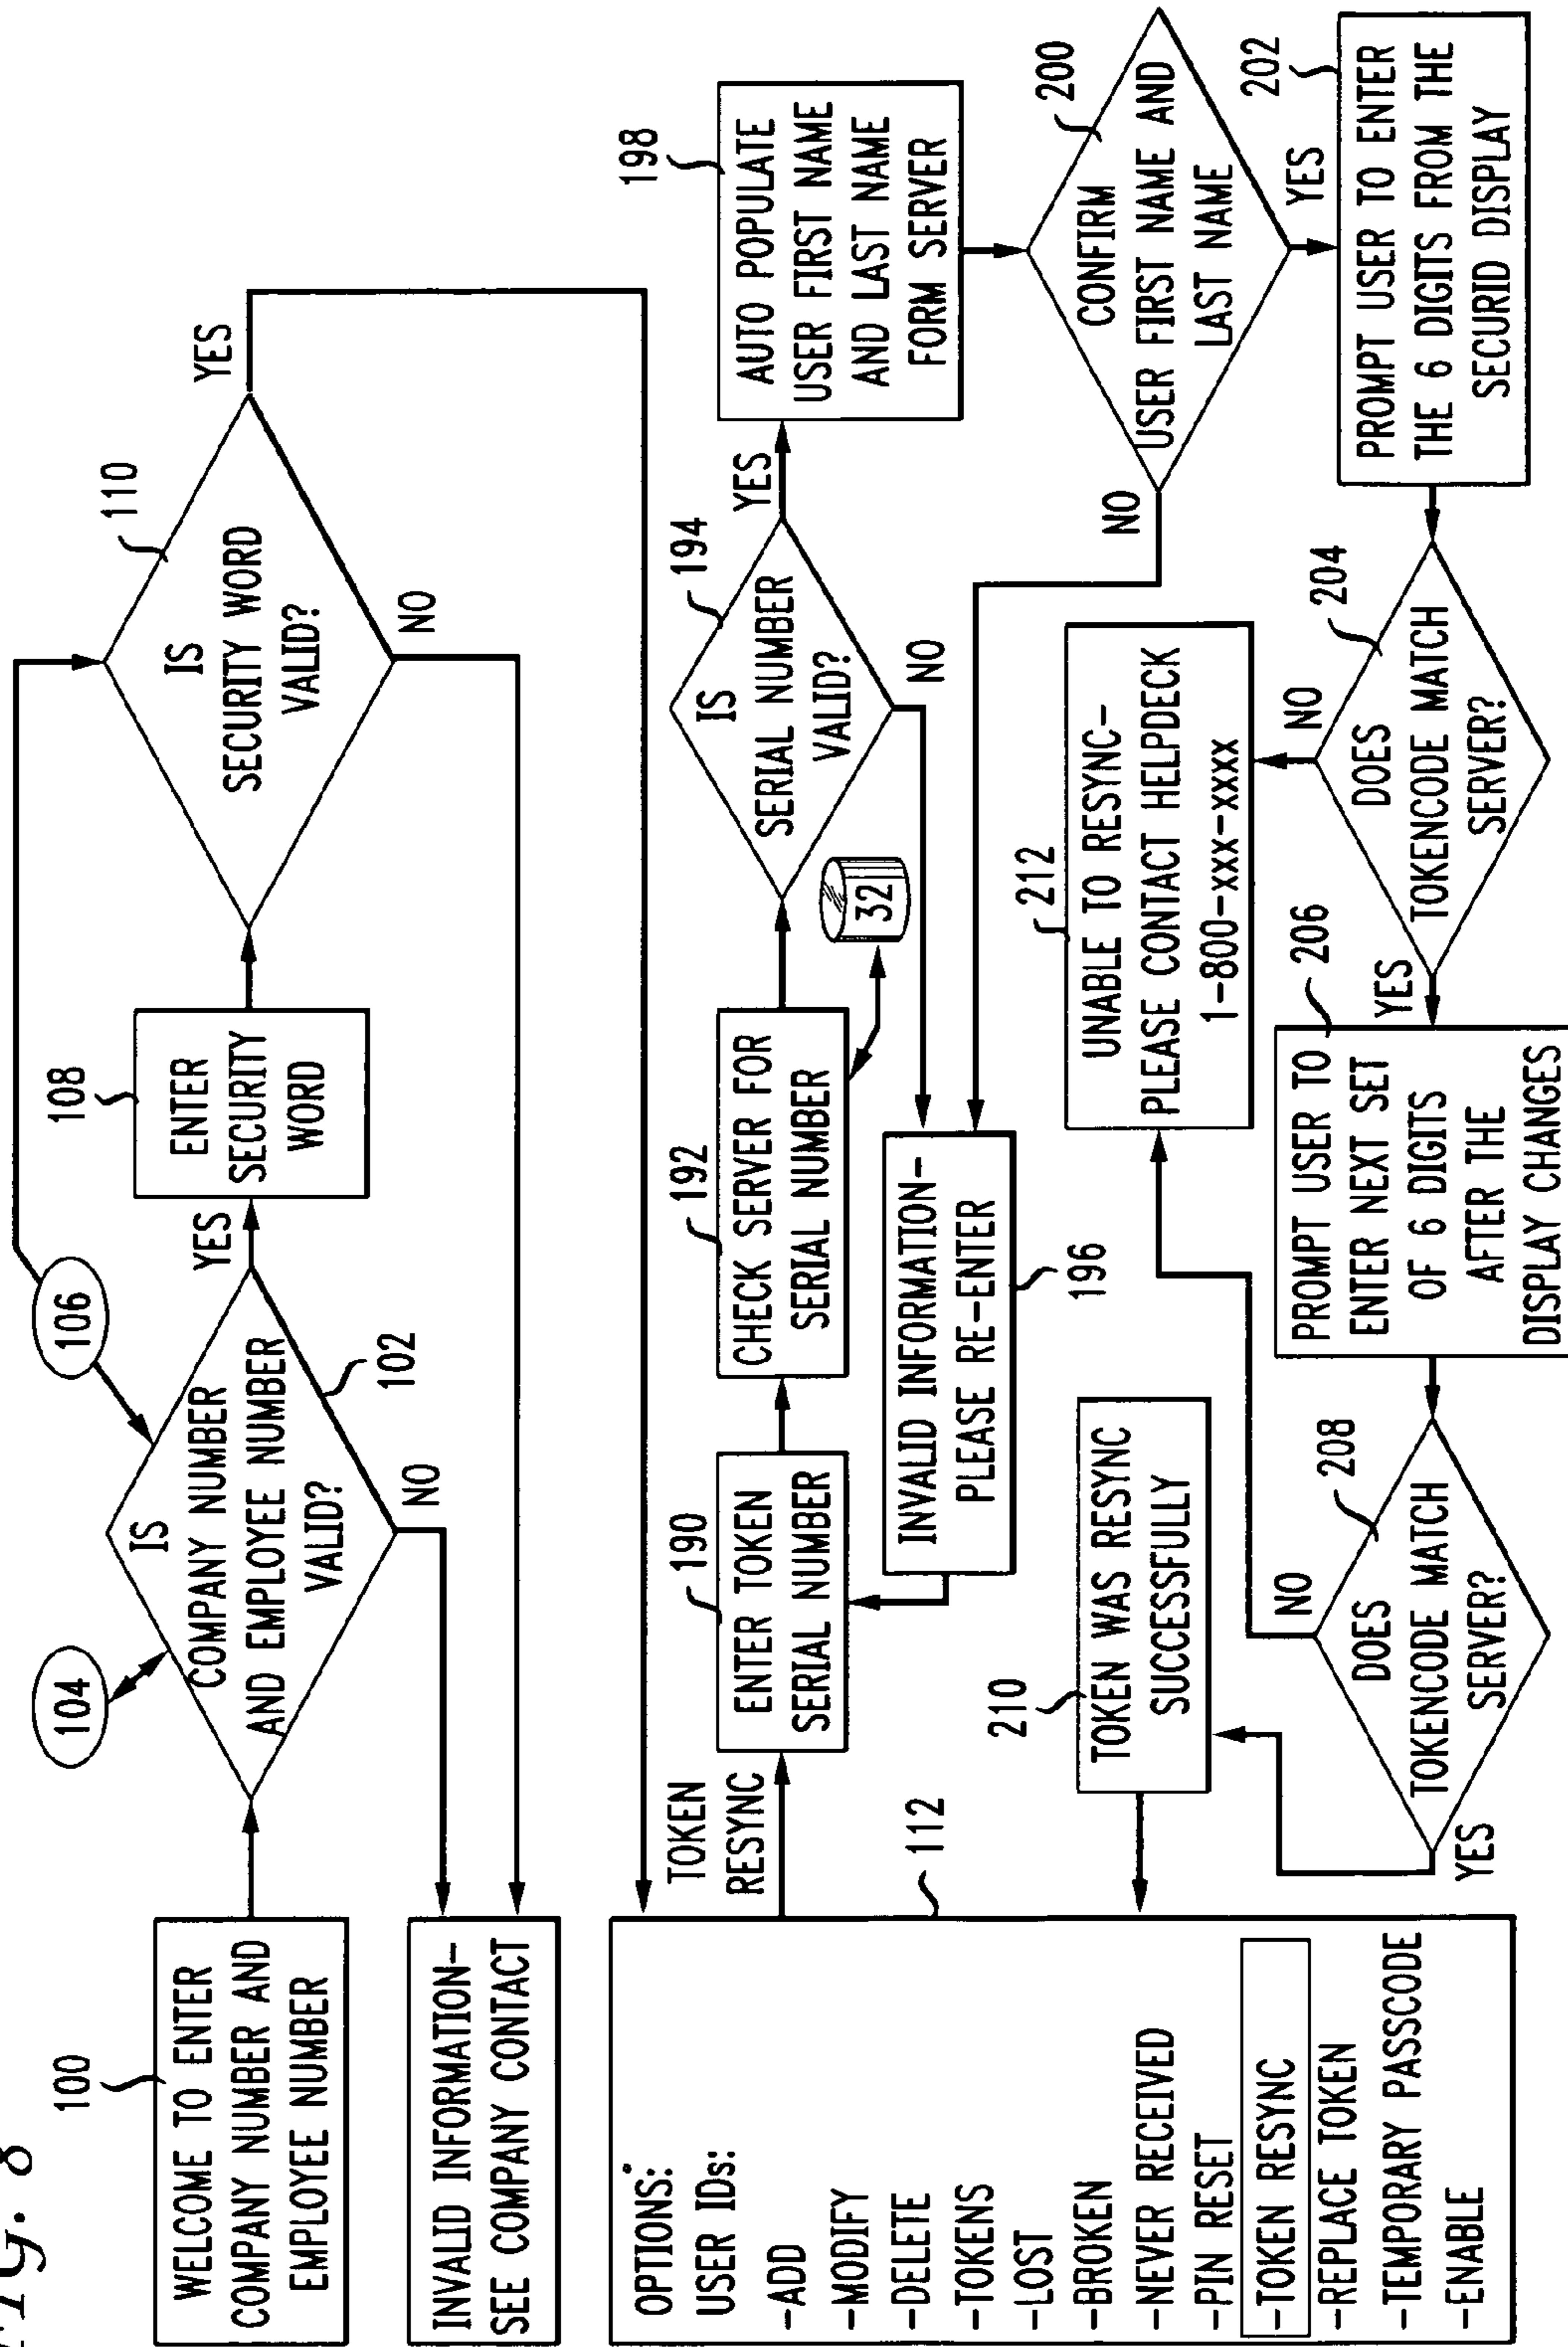 FIG. 8
100
WELCOME TO ENTER
COMPANY NUMBER AND
EMPLOYEE NUMBER
104
106
IS
COMPANY NUMBER
AND EMPLOYEE NUMBER
VALID?
102
YES
NO
108
ENTER
SECURITY
WORD
110
IS
SECURITY WORD
VALID?
YES
NO
INVALID INFORMATION-
SEE COMPANY CONTACT
OPTIONS:
USER IDs:
-ADD
-MODIFY
-DELETE
-TOKENS
-LOST
-BROKEN
-NEVER RECEIVED
-PIN RESET
-TOKEN RESYNC
-REPLACE TOKEN
-TEMPORARY PASSCODE
-ENABLE
112
TOKEN
RESYNC
190
ENTER TOKEN
SERIAL NUMBER
192
CHECK SERVER FOR
SERIAL NUMBER
32
194
IS
SERIAL NUMBER
VALID?
YES
NO
INVALID INFORMATION-
PLEASE RE-ENTER
196
198
AUTO POPULATE
USER FIRST NAME
AND LAST NAME
FORM SERVER
200
CONFIRM
USER FIRST NAME AND
LAST NAME
NO
YES
202
PROMPT USER TO ENTER
THE 6 DIGITS FROM THE
SECURID DISPLAY
204
DOES
TOKENCODE MATCH
SERVER?
NO
YES
212
UNABLE TO RESYNC-
PLEASE CONTACT HELPDECK
1-800-xxx-xxxx
206
PROMPT USER TO
ENTER NEXT SET
OF 6 DIGITS
AFTER THE
DISPLAY CHANGES
208
DOES
TOKENCODE MATCH
SERVER?
NO
YES
210
TOKEN WAS RESYNC
SUCCESSFULLY